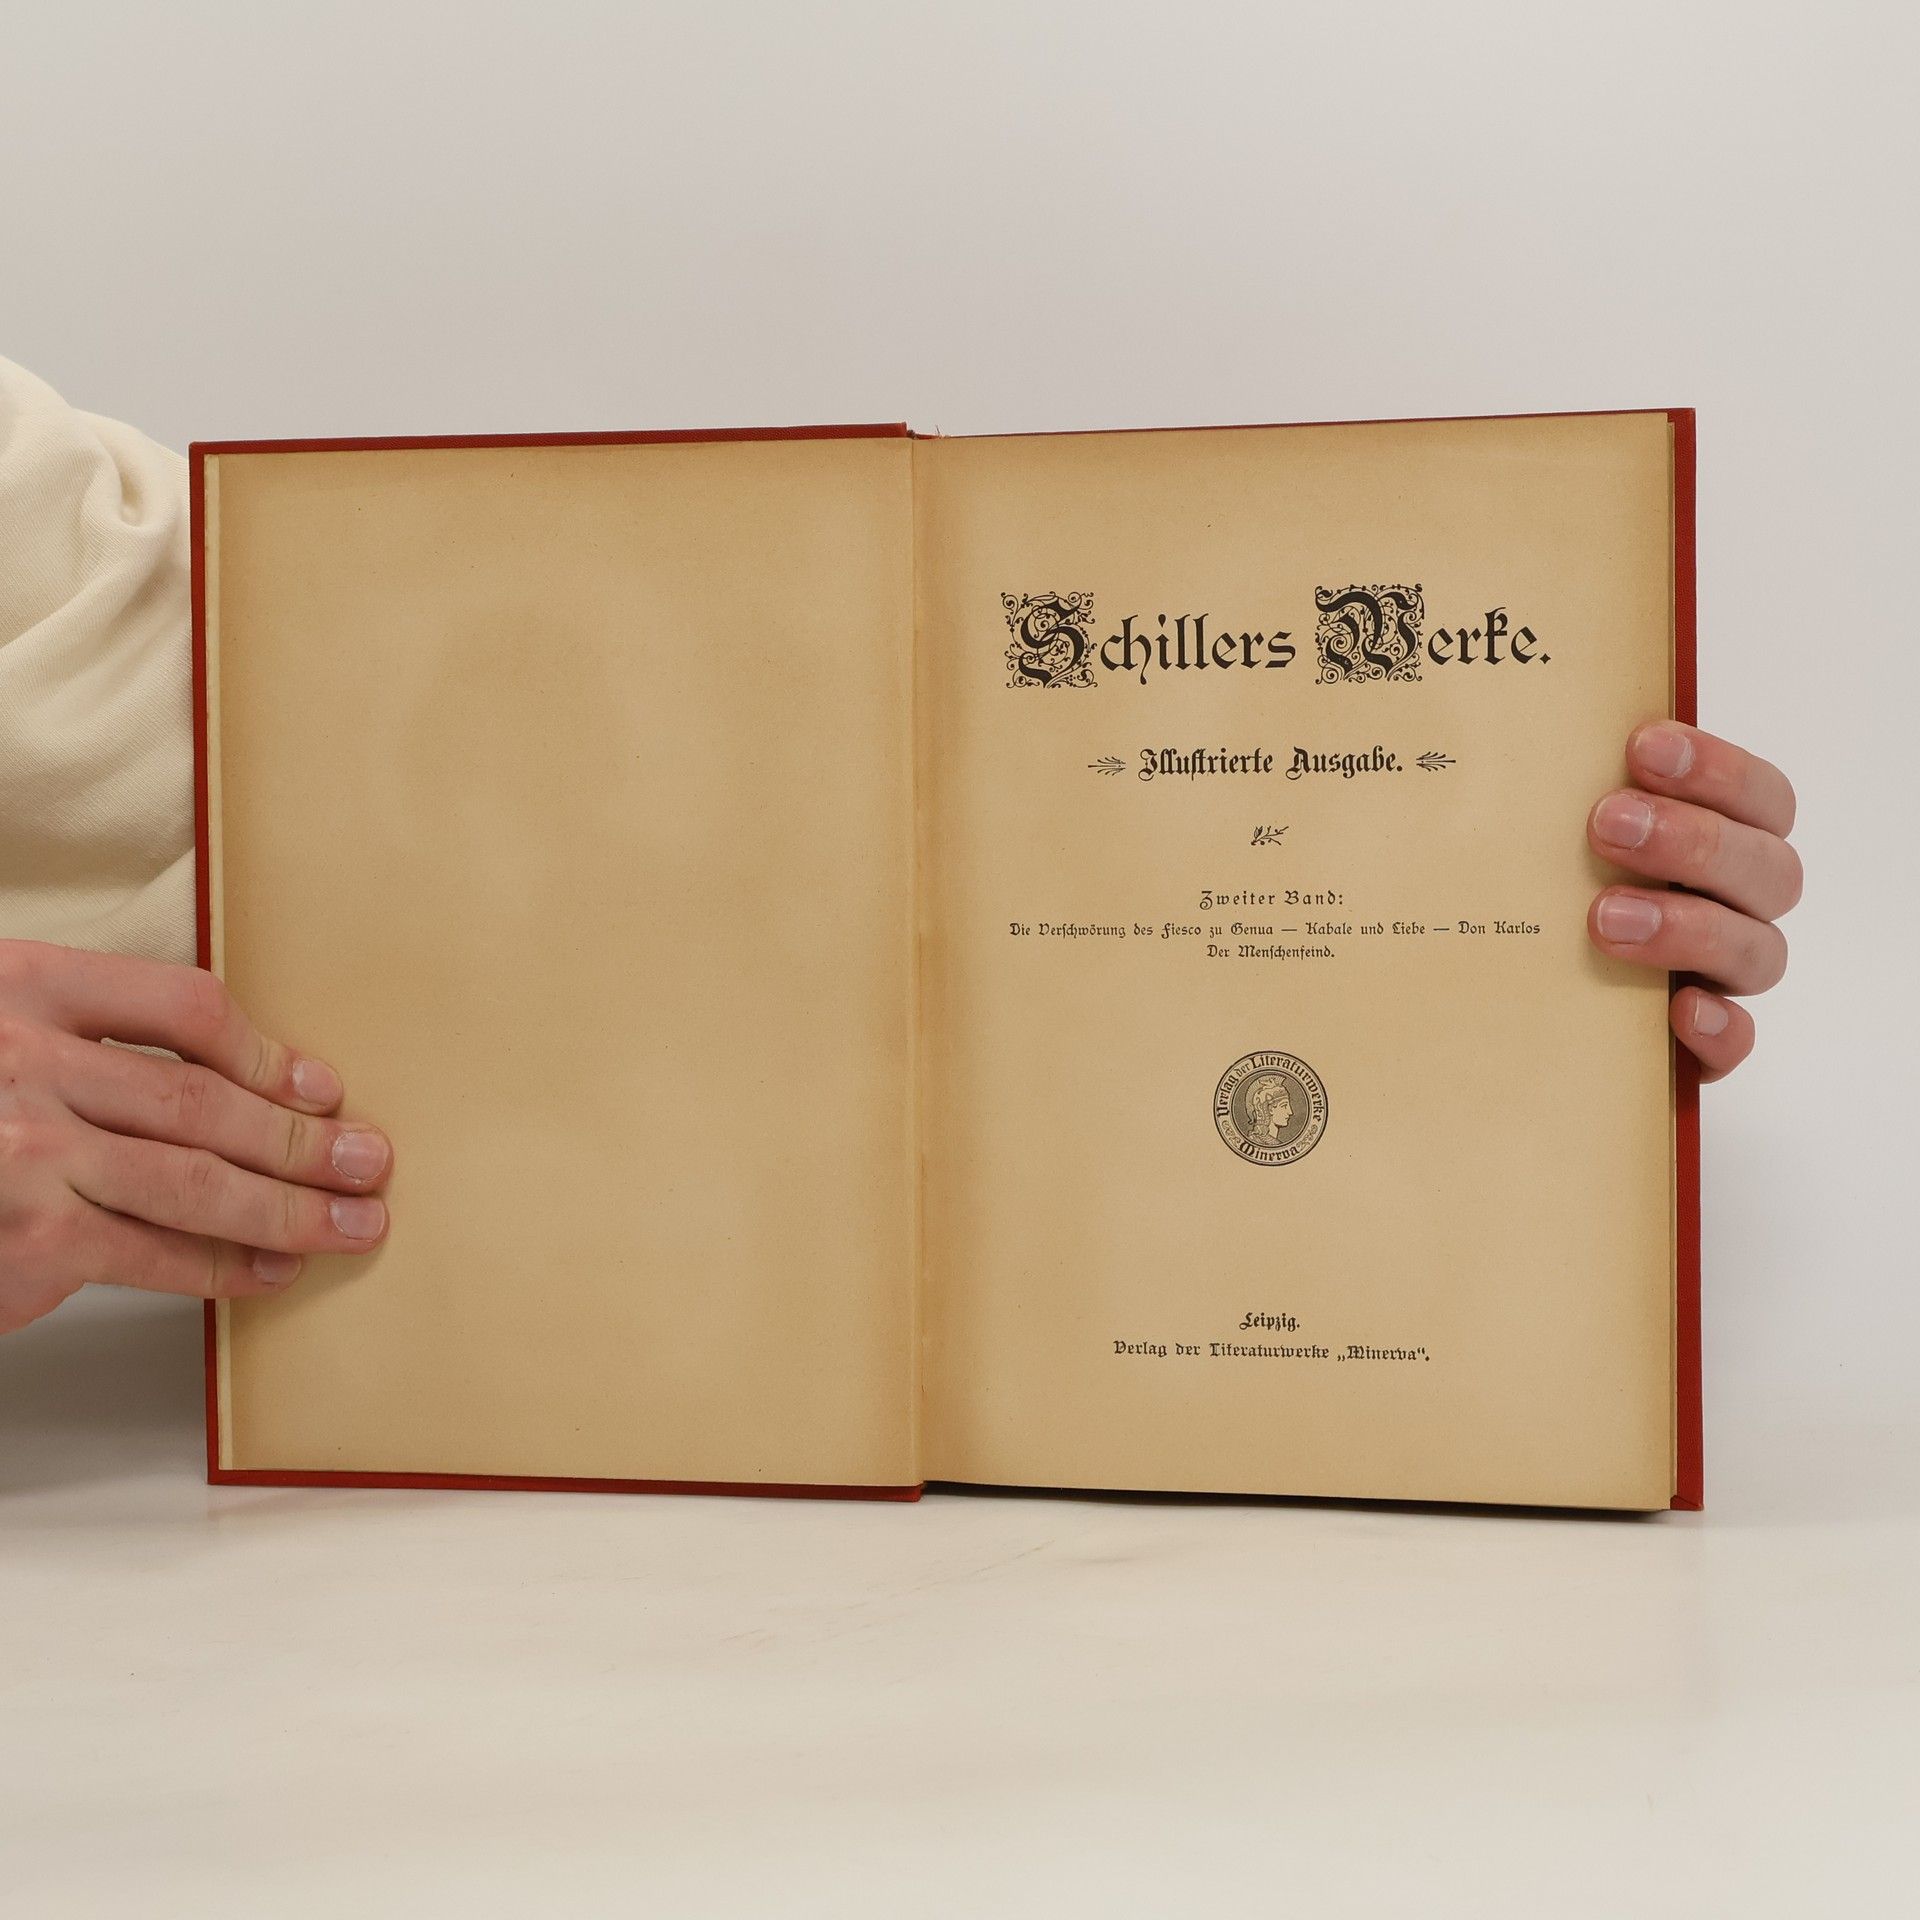 Schillers Werke.
Illustrierte Ausgabe.
Zweiter Band:
Die Verschwörung des Fiesco zu Genua — Kabale und Liebe — Don Karlos
Der Menschenfeind.
Verlag der Literaturwerke
Minerva
Leipzig.
Verlag der Literaturwerke „Minerva“.